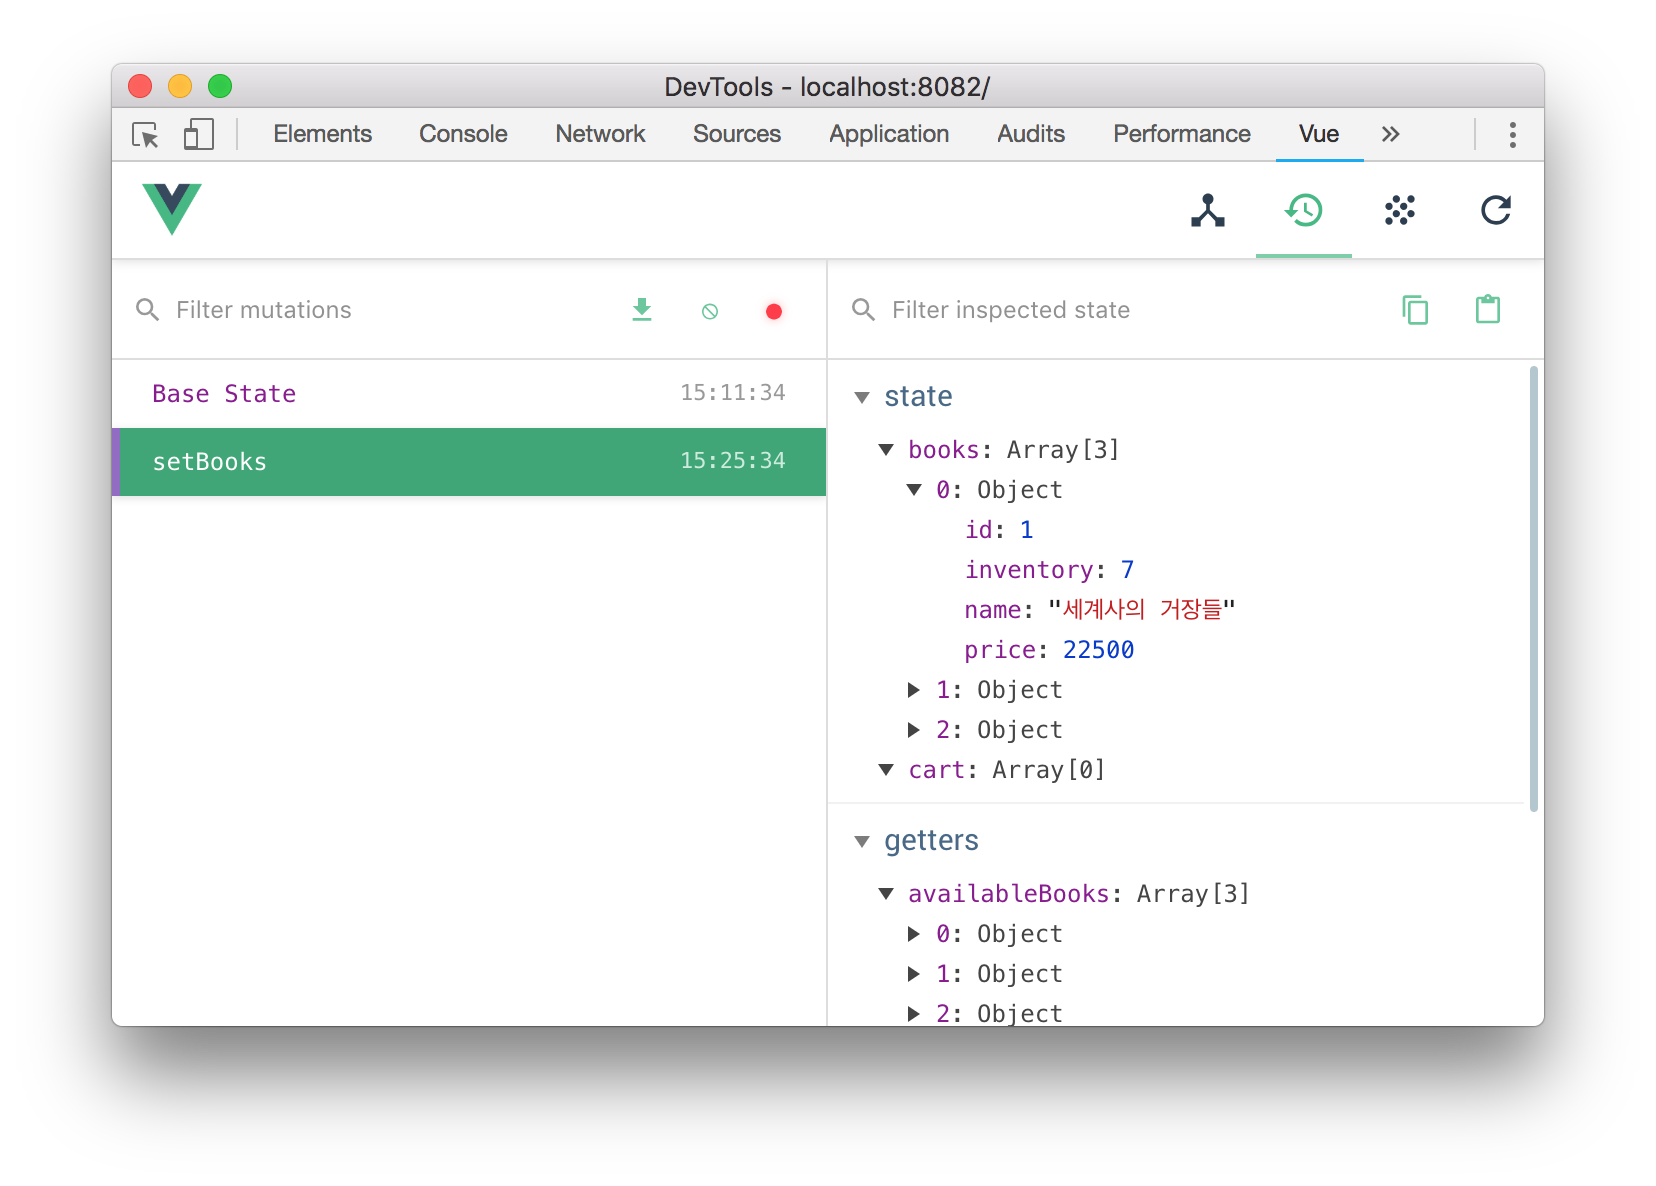 DevTools - localhost:8082/
Elements Console Network Sources Application Audits Performance Vue »
Filter mutations
Base State 15:11:34
setBooks 15:25:34
Filter inspected state
state
books: Array[3]
0: Object
id: 1
inventory: 7
name: "세계사의 거장들"
price: 22500
1: Object
2: Object
cart: Array[0]
getters
availableBooks: Array[3]
0: Object
1: Object
2: Object